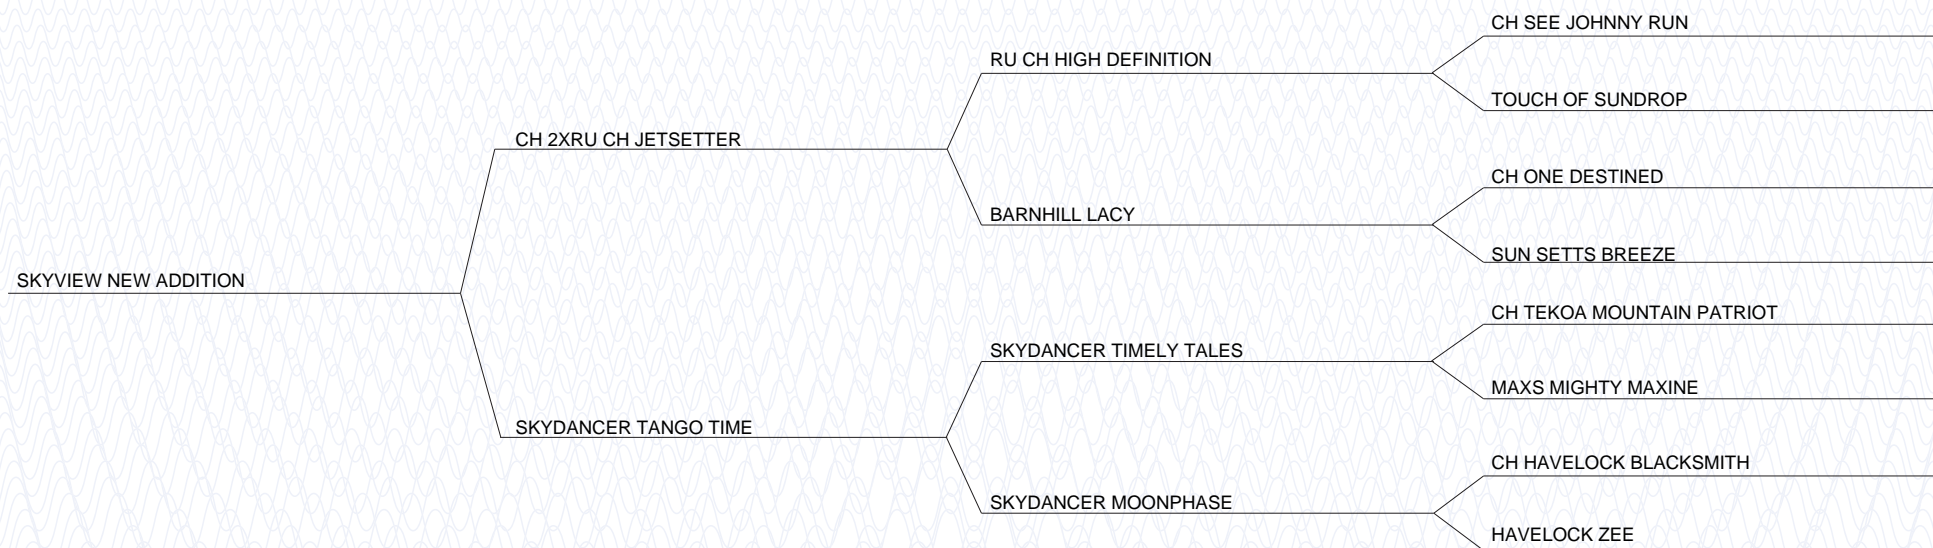 CH SEE JOHNNY RUN
RU CH HIGH DEFINITION
TOUCH OF SUNDROP
CH 2XRU CH JETSETTER
CH ONE DESTINED
BARNHILL LACY
SUN SETTS BREEZE
SKYVIEW NEW ADDITION
CH TEKOA MOUNTAIN PATRIOT
SKYDANCER TIMELY TALES
MAXS MIGHTY MAXINE
SKYDANCER TANGO TIME
CH HAVELOCK BLACKSMITH
SKYDANCER MOONPHASE
HAVELOCK ZEE